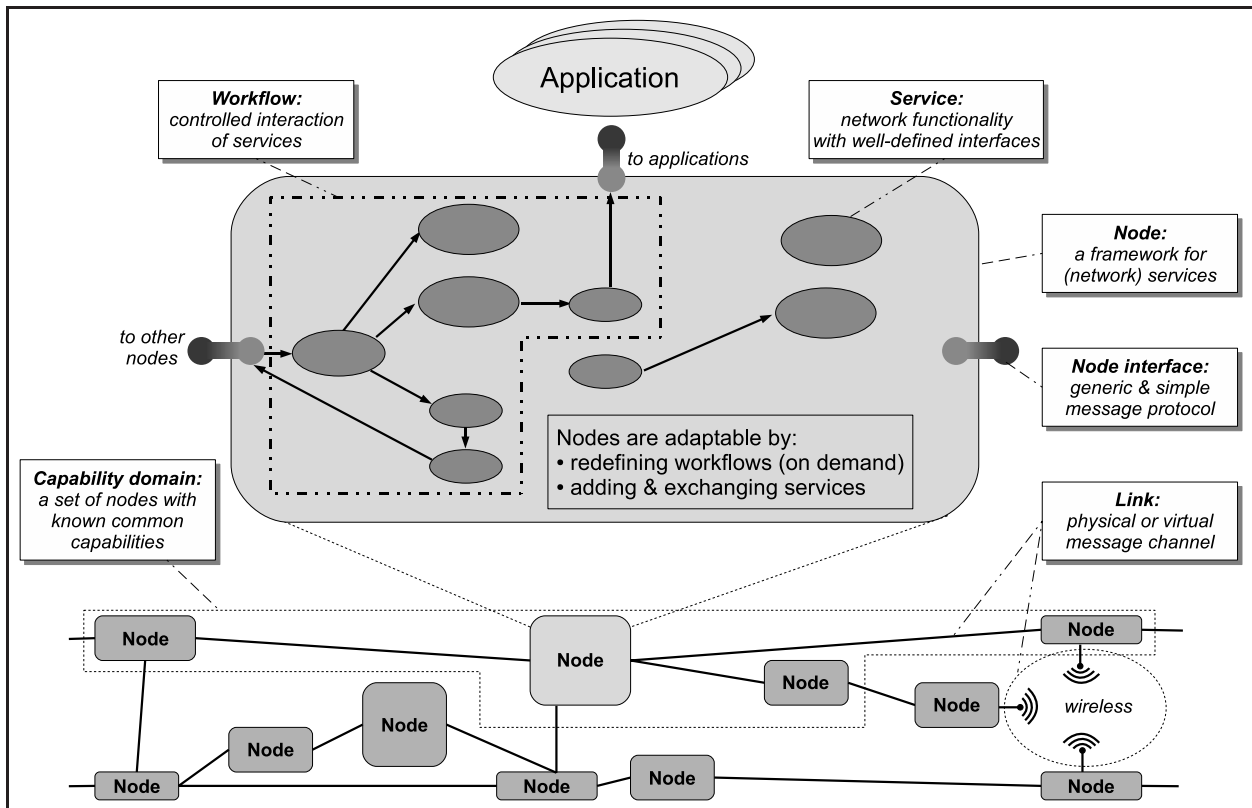 Application
Workflow:
controlled interaction
of services
Service:
network functionality
with well-defined interfaces
to applications
Node:
a framework for
(network) services
to other
nodes
Node interface:
generic & simple
message protocol
Nodes are adaptable by:
• redefining workflows (on demand)
• adding & exchanging services
Capability domain:
a set of nodes with
known common
capabilities
Link:
physical or virtual
message channel
Node
Node
Node
Node
Node
Node
wireless
Node
Node
Node
Node
Node
Node